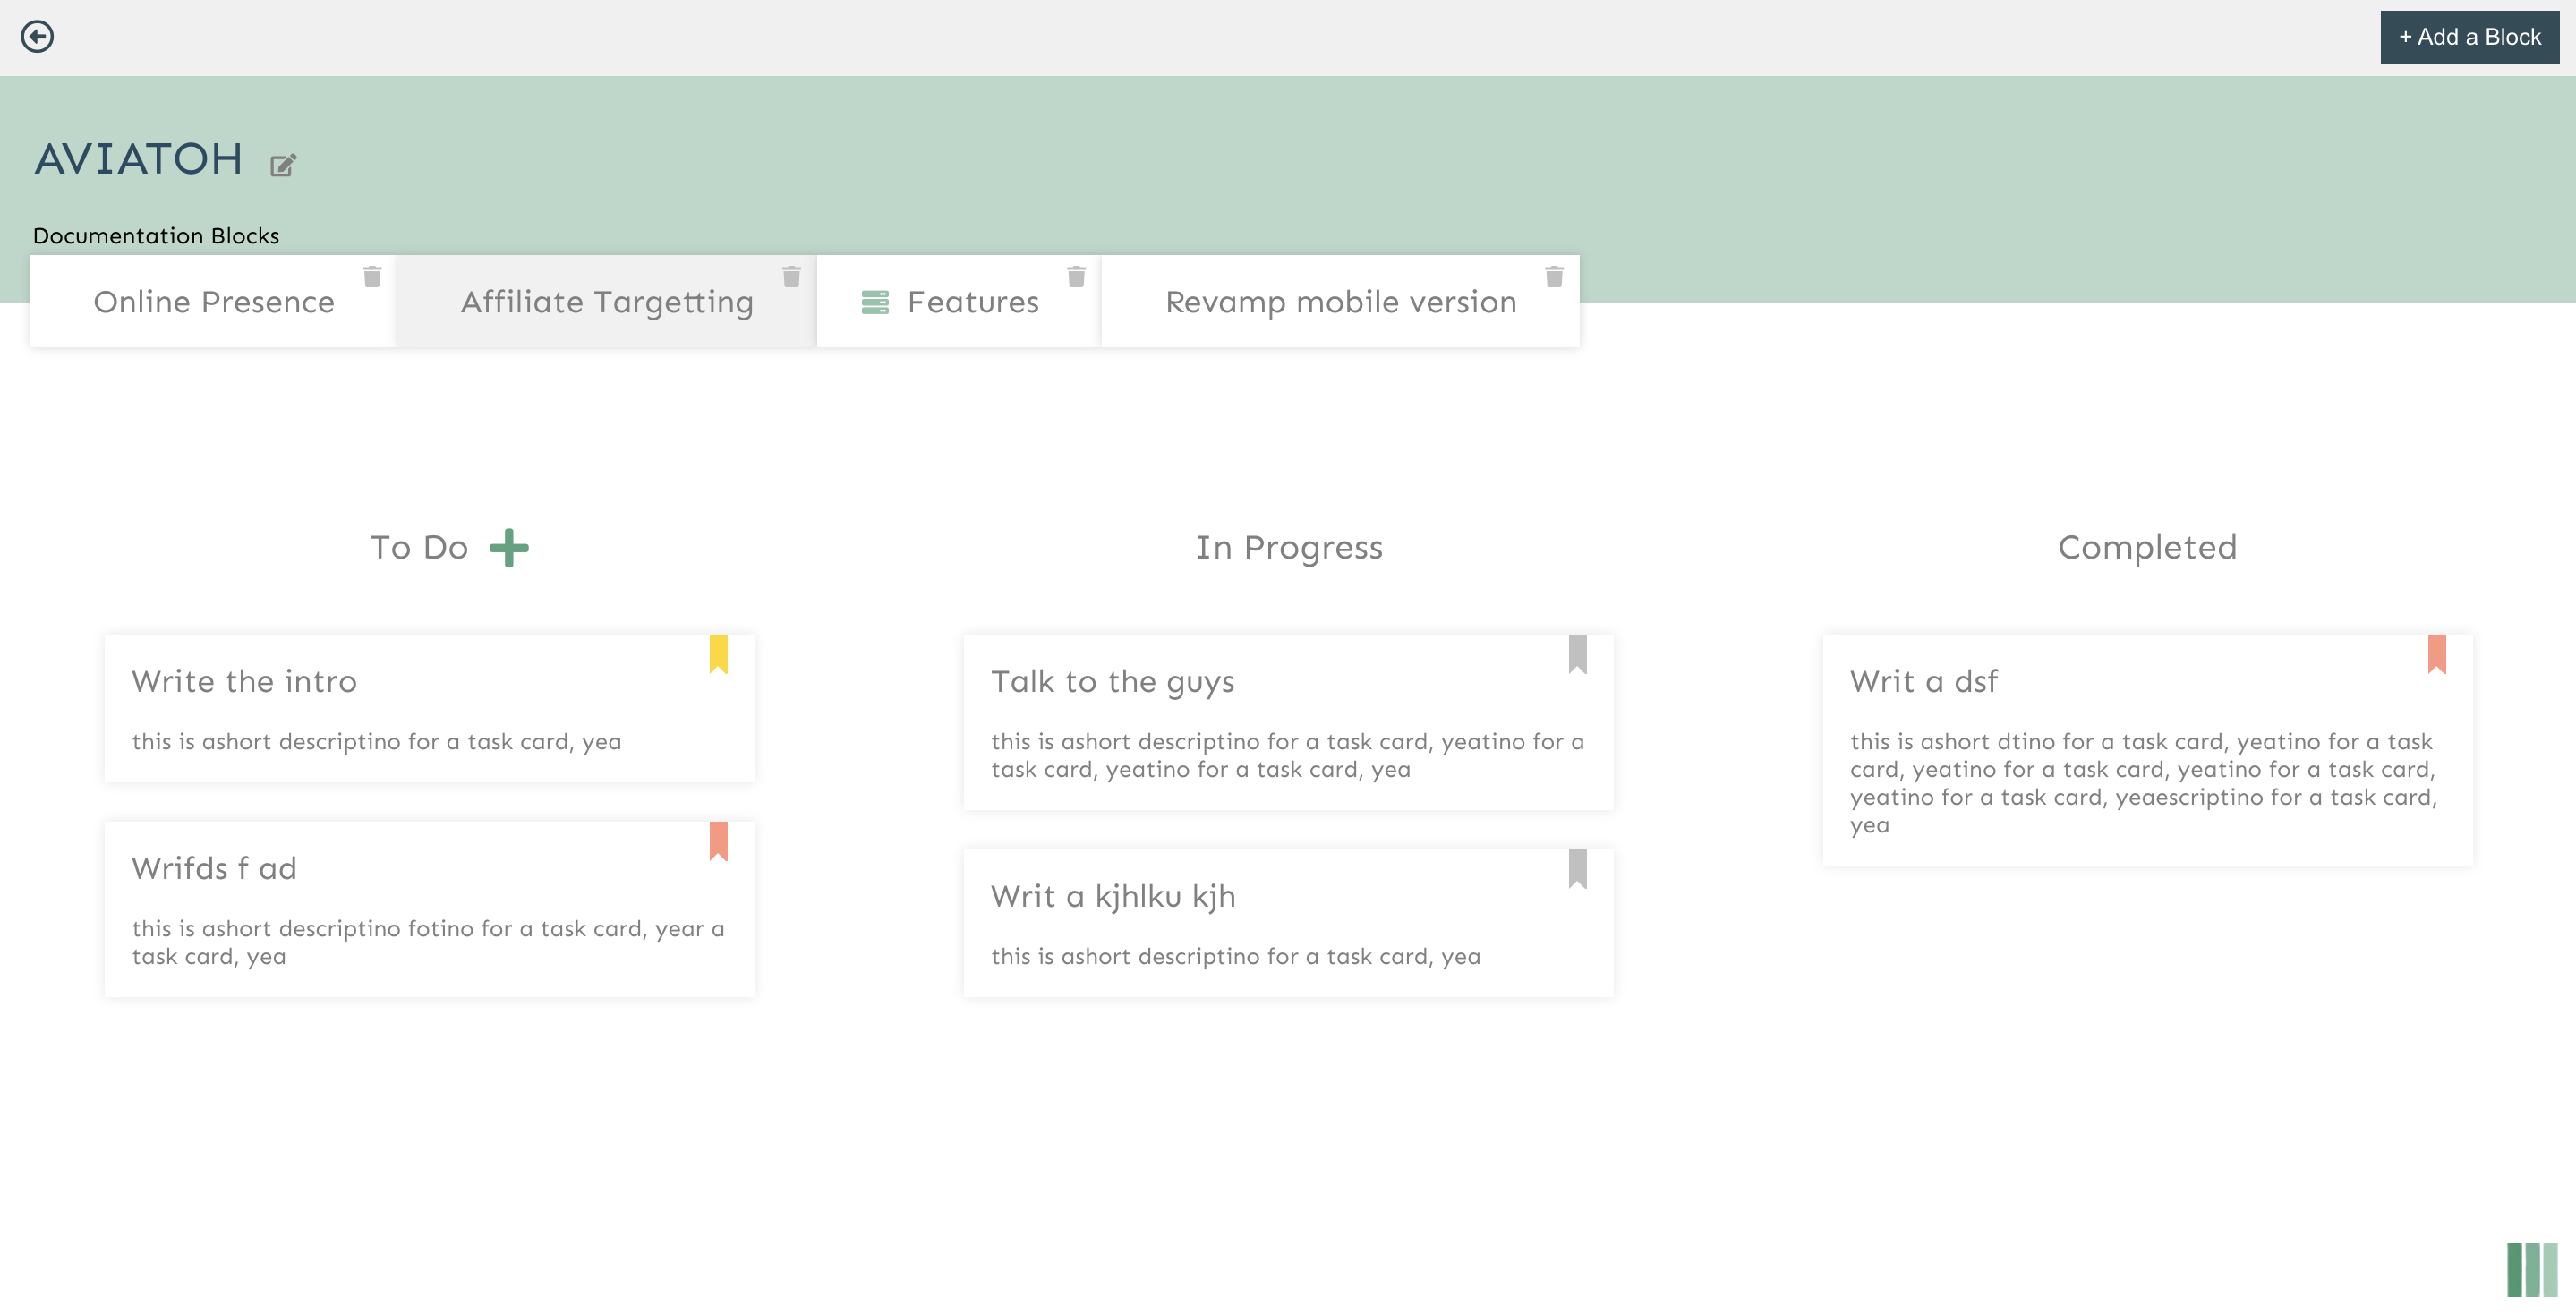 + Add a Block
AVIATOH
Documentation Blocks
Online Presence
Affiliate Targetting
Features
Revamp mobile version
To Do
In Progress
Completed
Write the intro
this is ashort descriptino for a task card, yea
Wrifds f ad
this is ashort descriptino fotino for a task card, year a
task card, yea
Talk to the guys
this is ashort descriptino for a task card, yeatino for a
task card, yeatino for a task card, yea
Writ a kjhlku kjh
this is ashort descriptino for a task card, yea
Writ a dsf
this is ashort dtino for a task card, yeatino for a task
card, yeatino for a task card, yeatino for a task card,
yeatino for a task card, yeaescriptino for a task card,
yea